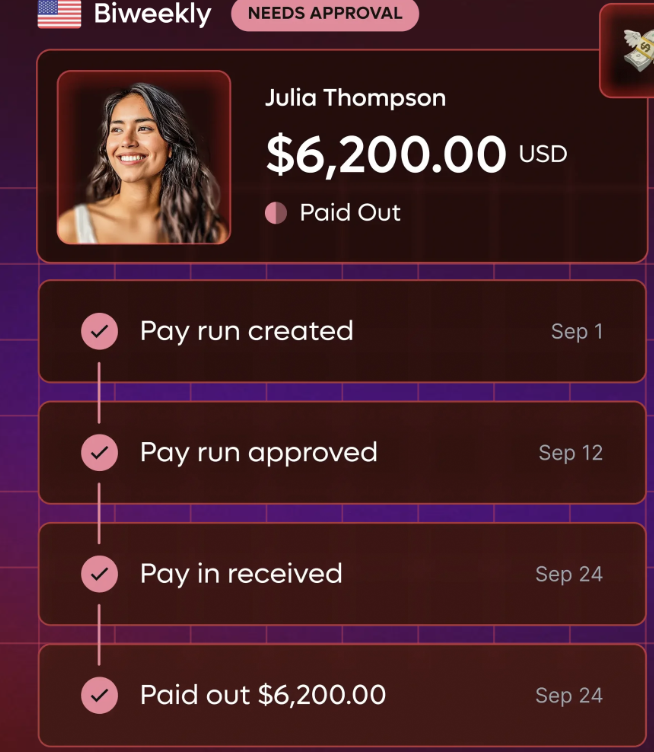 Biweekly NEEDS APPROVAL
Julia Thompson
$6,200.00 USD
Paid Out
Pay run created Sep 1
Pay run approved Sep 12
Pay in received Sep 24
Paid out $6,200.00 Sep 24